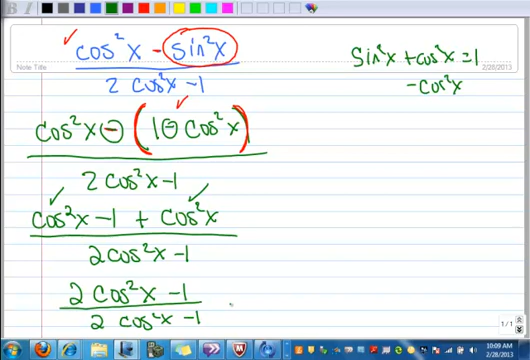 B I
cos²x - sin²x
2 cos²x - 1
Note Title
2/28/2013
sin²x + cos²x = 1
- cos²x
cos²x - (1 - cos²x)
2 cos²x - 1
cos²x - 1 + cos²x
2 cos²x - 1
2 cos²x - 1
2 cos²x - 1
1/1
10:09 AM
2/28/2013